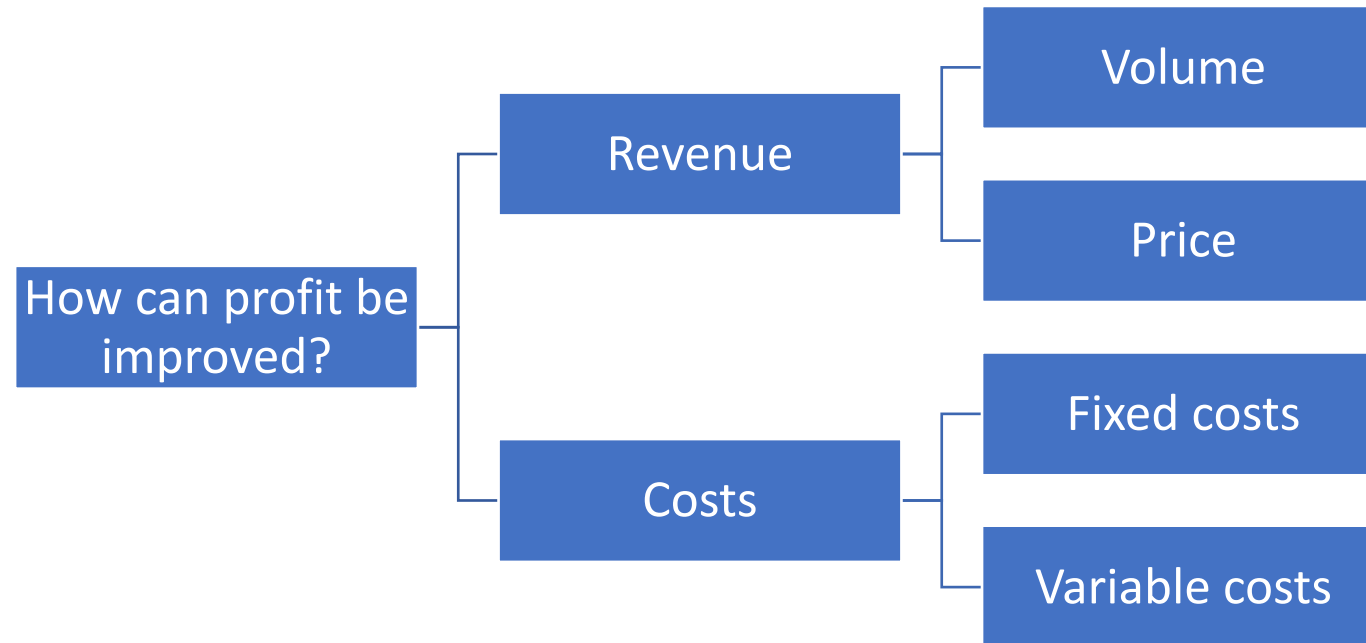 How can profit be
improved?
Revenue
Volume
Price
Costs
Fixed costs
Variable costs